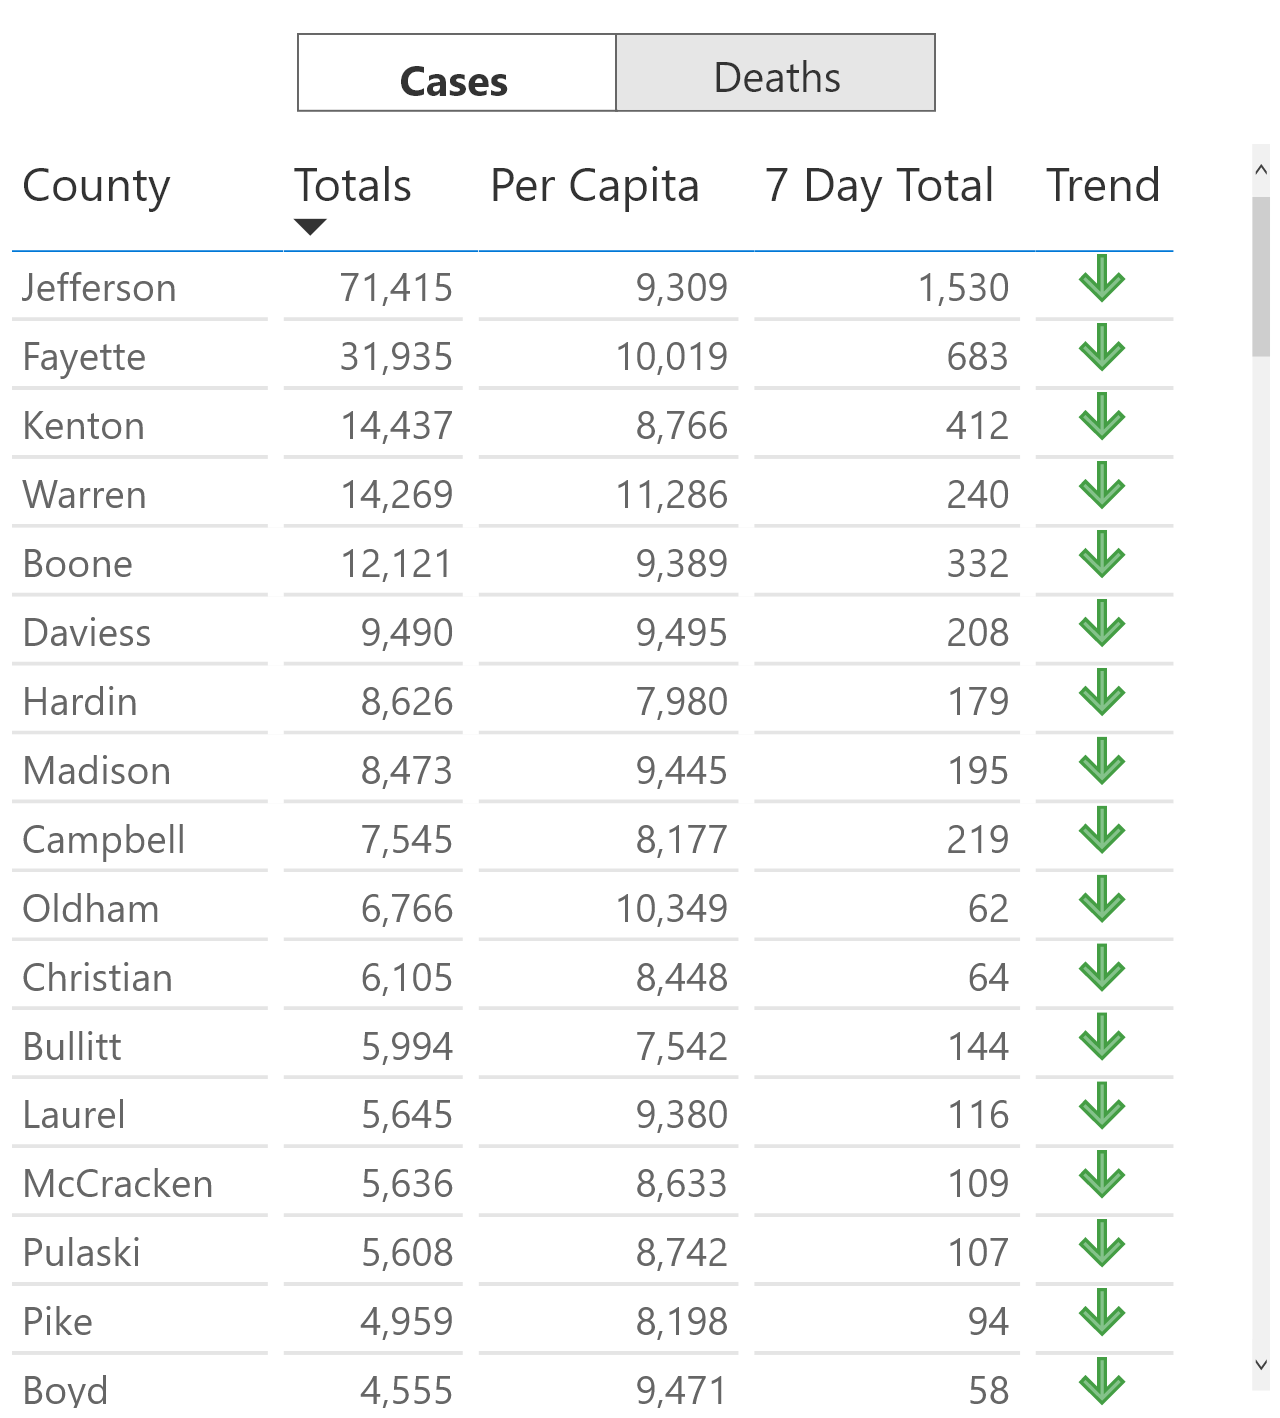 Cases Deaths
County Totals Per Capita 7 Day Total Trend
Jefferson 71,415 9,309 1,530
Fayette 31,935 10,019 683
Kenton 14,437 8,766 412
Warren 14,269 11,286 240
Boone 12,121 9,389 332
Daviess 9,490 9,495 208
Hardin 8,626 7,980 179
Madison 8,473 9,445 195
Campbell 7,545 8,177 219
Oldham 6,766 10,349 62
Christian 6,105 8,448 64
Bullitt 5,994 7,542 144
Laurel 5,645 9,380 116
McCracken 5,636 8,633 109
Pulaski 5,608 8,742 107
Pike 4,959 8,198 94
Boyd 4,555 9,471 58